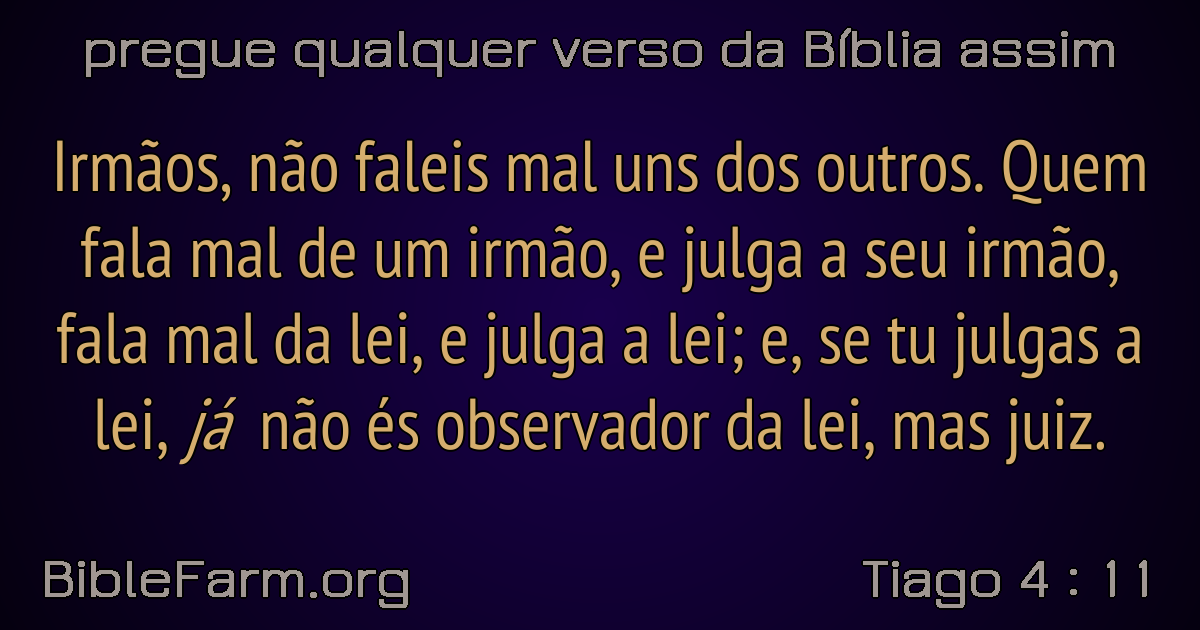 pregue qualquer verso da Bíblia assim
Irmãos, não faleis mal uns dos outros. Quem
fala mal de um irmão, e julga a seu irmão,
fala mal da lei, e julga a lei; e, se tu julgas a
lei, já não és observador da lei, mas juiz.
BibleFarm.org
Tiago 4 : 11